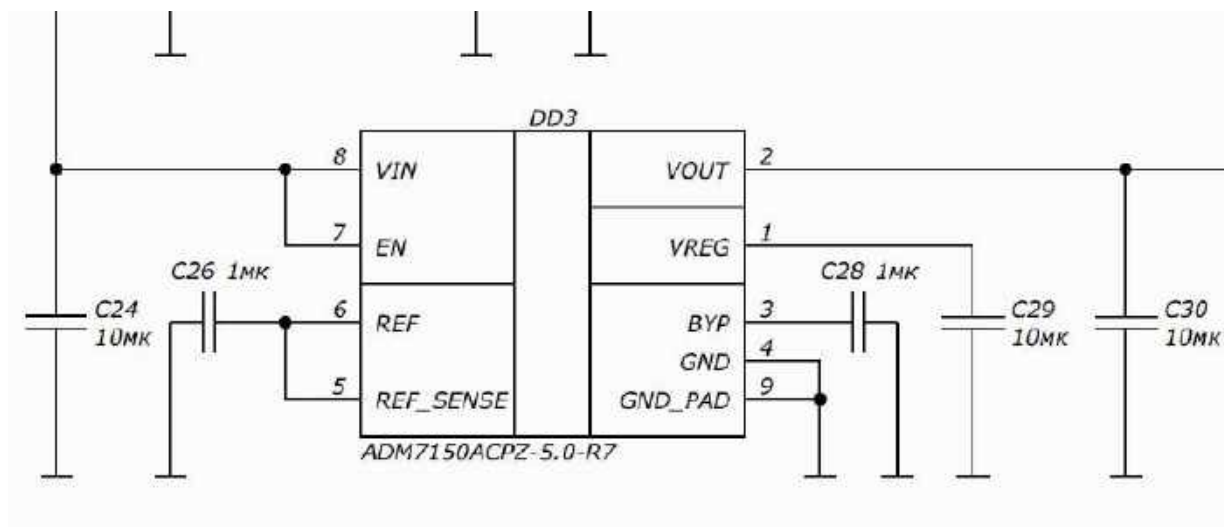 DD3
8 VIN VOUT 2
7 EN VREG 1
C26 1мк C28 1мк
C24 10мк
6 REF BYP 3
C29 10мк
C30 10мк
GND 4
5 REF_SENSE GND_PAD 9
ADM7150ACPZ-5.0-R7